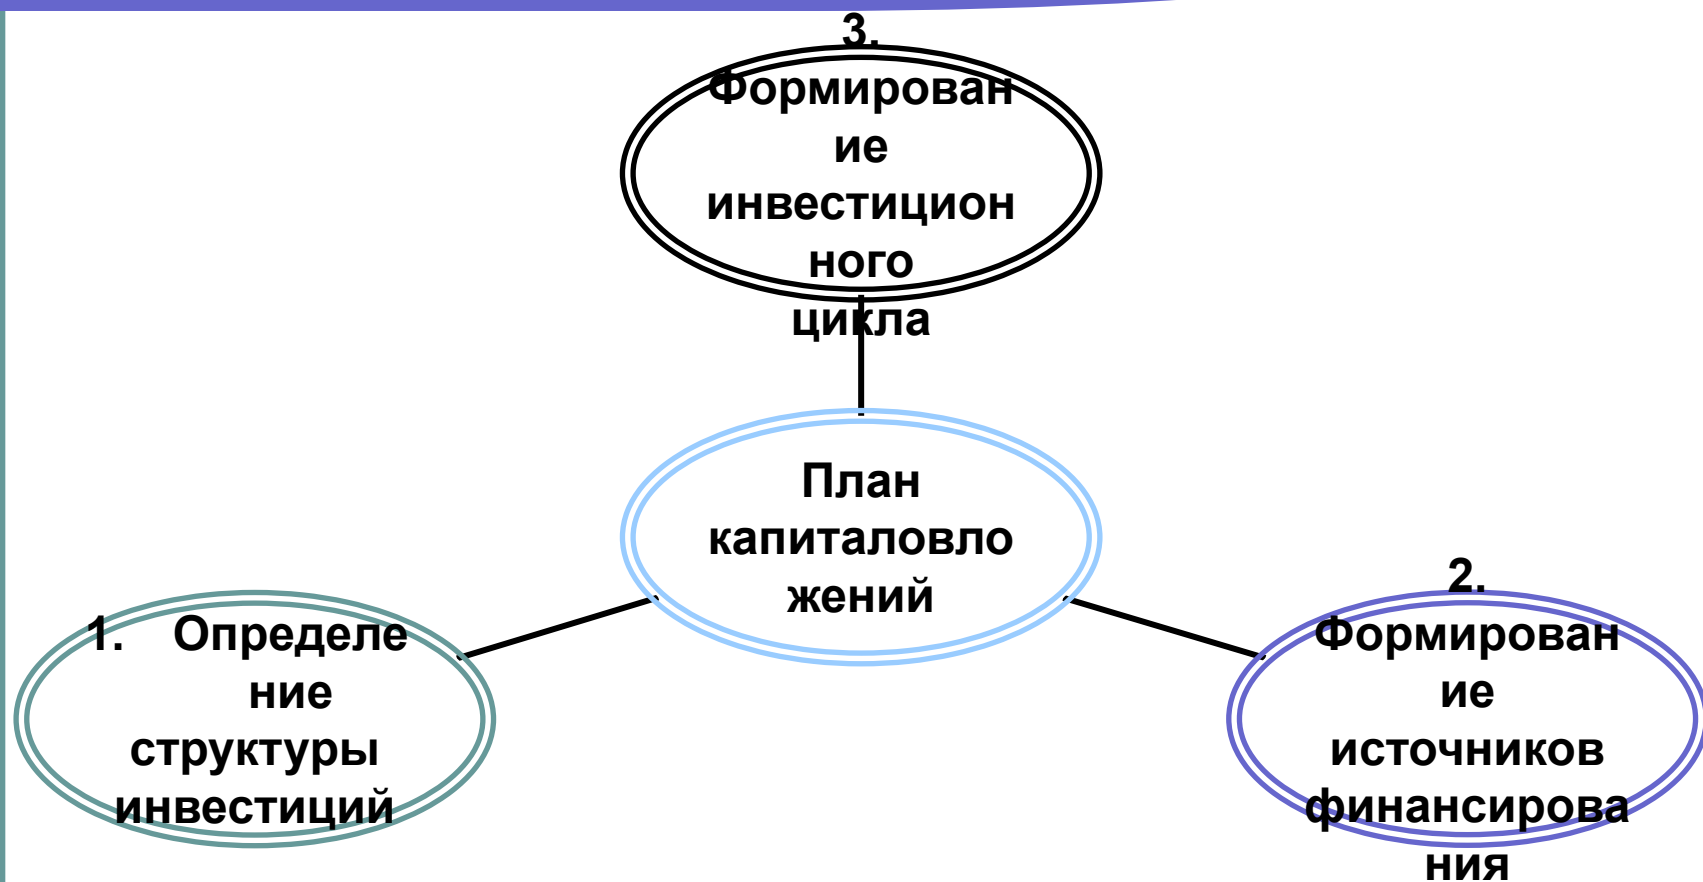 3.
Формирован
ие
инвестицион
ного
цикла
План
капиталовло
жений
1. Определе
ние
структуры
инвестиций
2.
Формирован
ие
источников
финансирова
ния